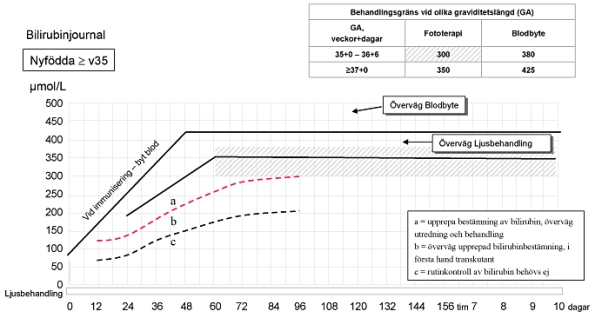 Behandlingsgräns vid olika graviditetslängd (GA)
GA, veckor+dagar Fototerapi Blodbyte
35+0 – 36+6 300 380
≥37+0 350 425
Bilirubinjournal
Nyfödda ≥ v35
µmol/L
500
450
400
350
300
250
200
150
100
50
0
Överväg Blodbyte
Överväg Ljusbehandling
Vid immunisering – byt blod
a
b
c
a = upprepa bestämning av bilirubin, överväg
utredning och behandling
b = överväg upprepad bilirubinbestämning, i
första hand transkutant
c = rutinkontroll av bilirubin behövs ej
Ljusbehandling
0 12 24 36 48 60 72 84 96 108 120 132 144 156 tim 7 8 9 10 dagar